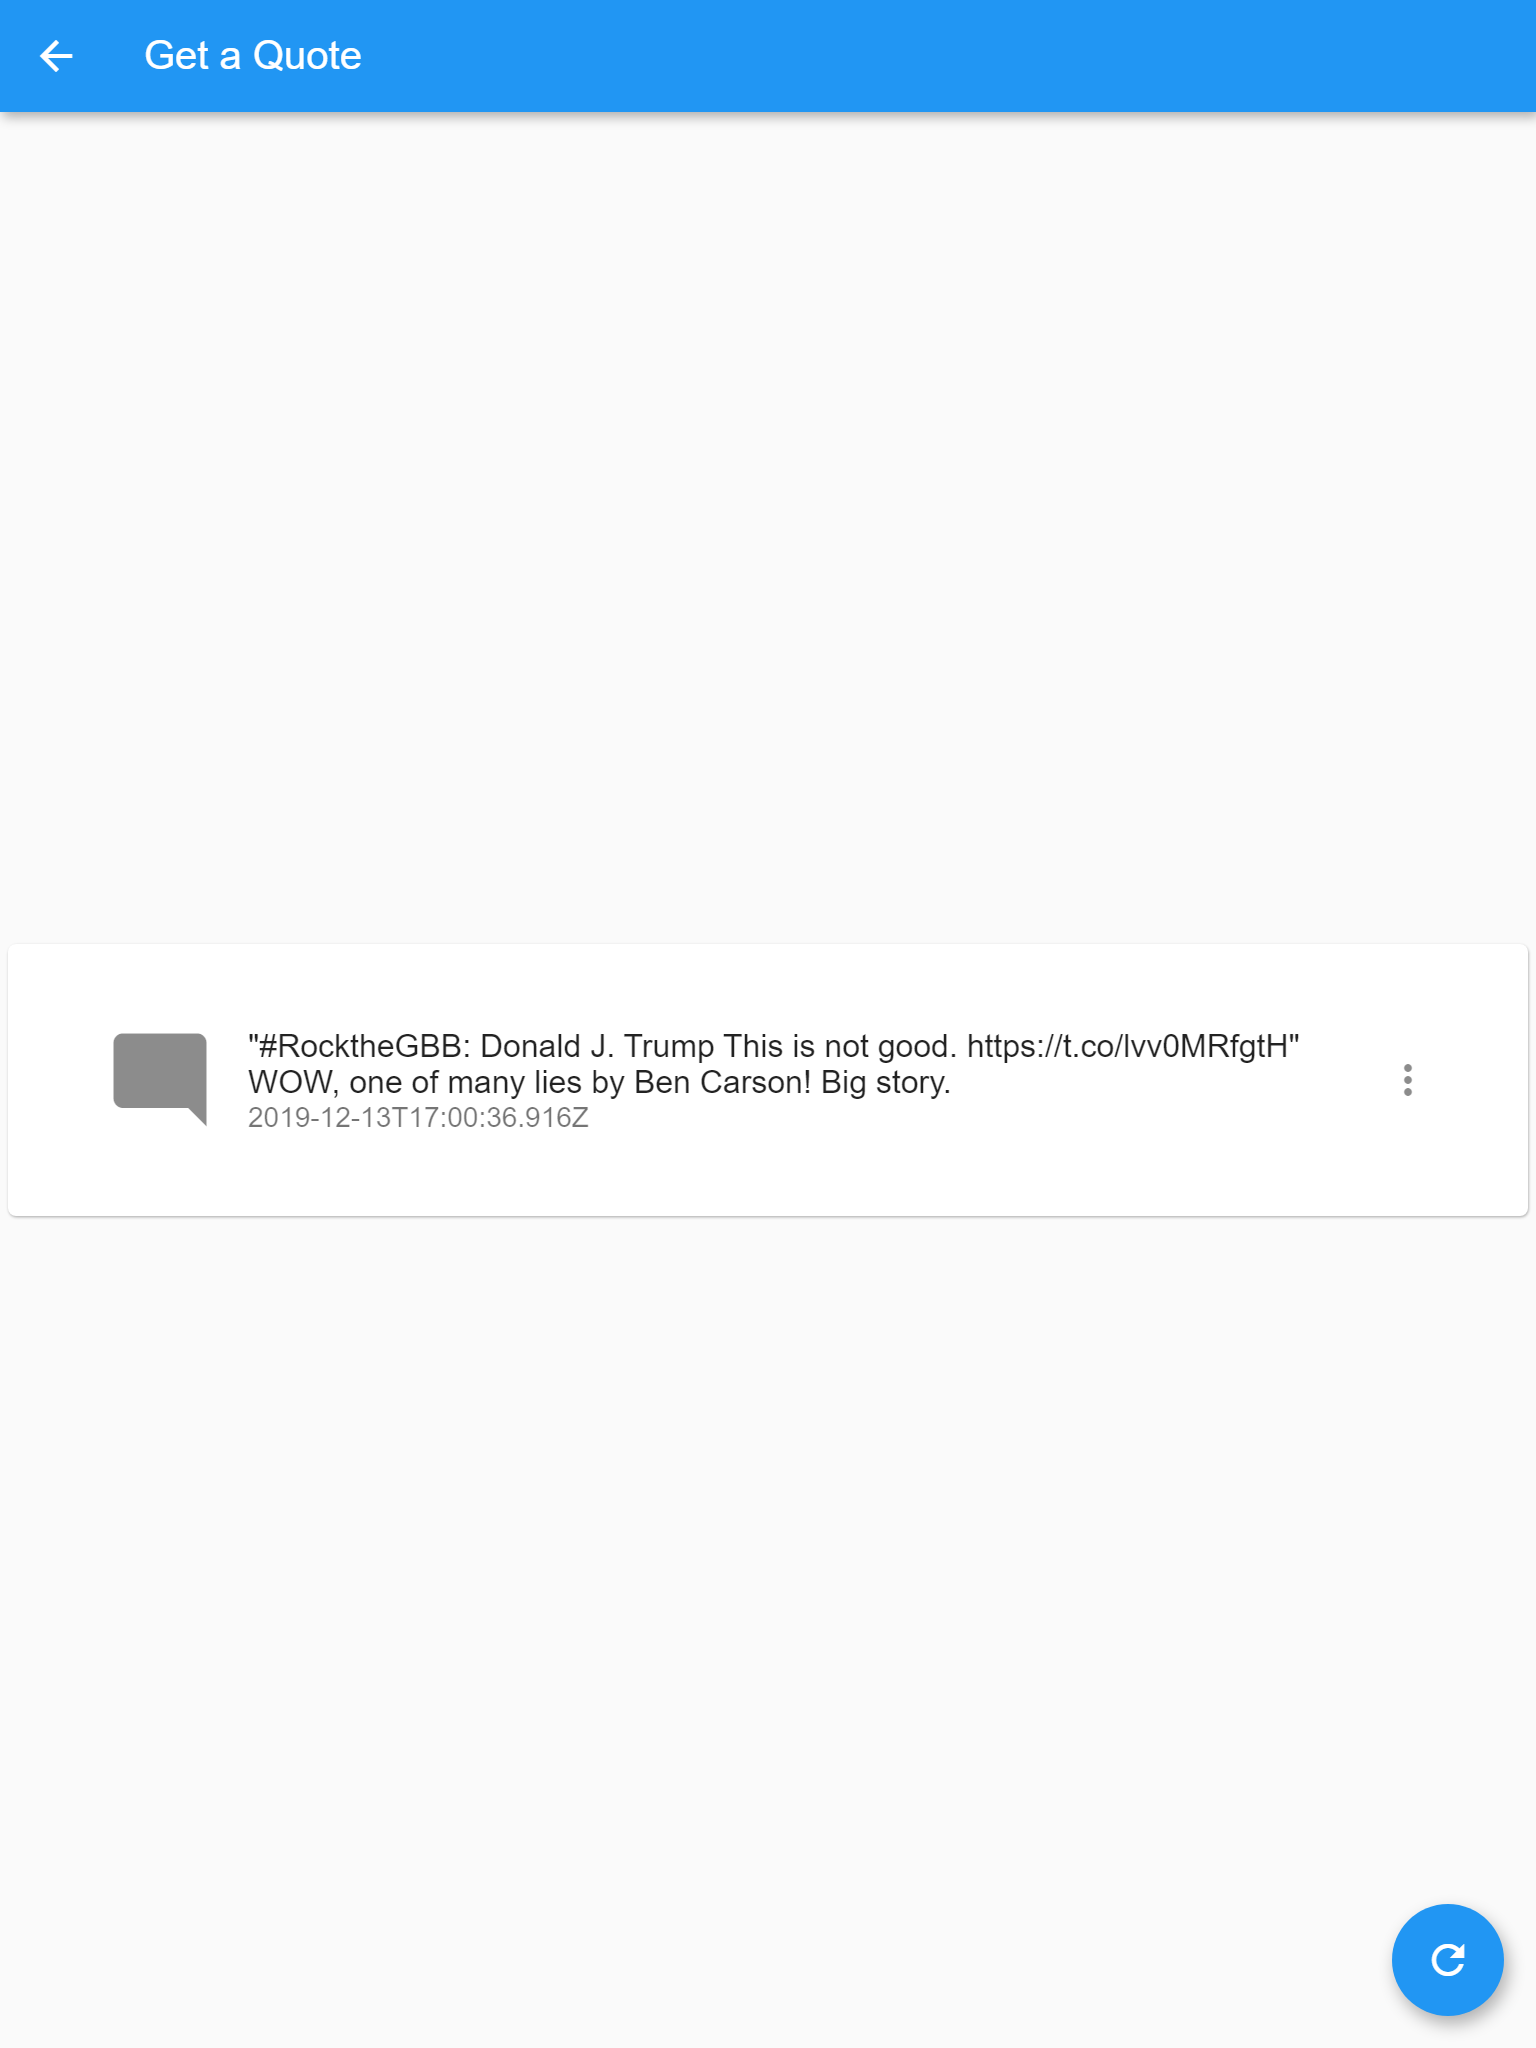 Get a Quote
"#RocktheGBB: Donald J. Trump This is not good. https://t.co/lvv0MRfgtH"
WOW, one of many lies by Ben Carson! Big story.
2019-12-13T17:00:36.916Z